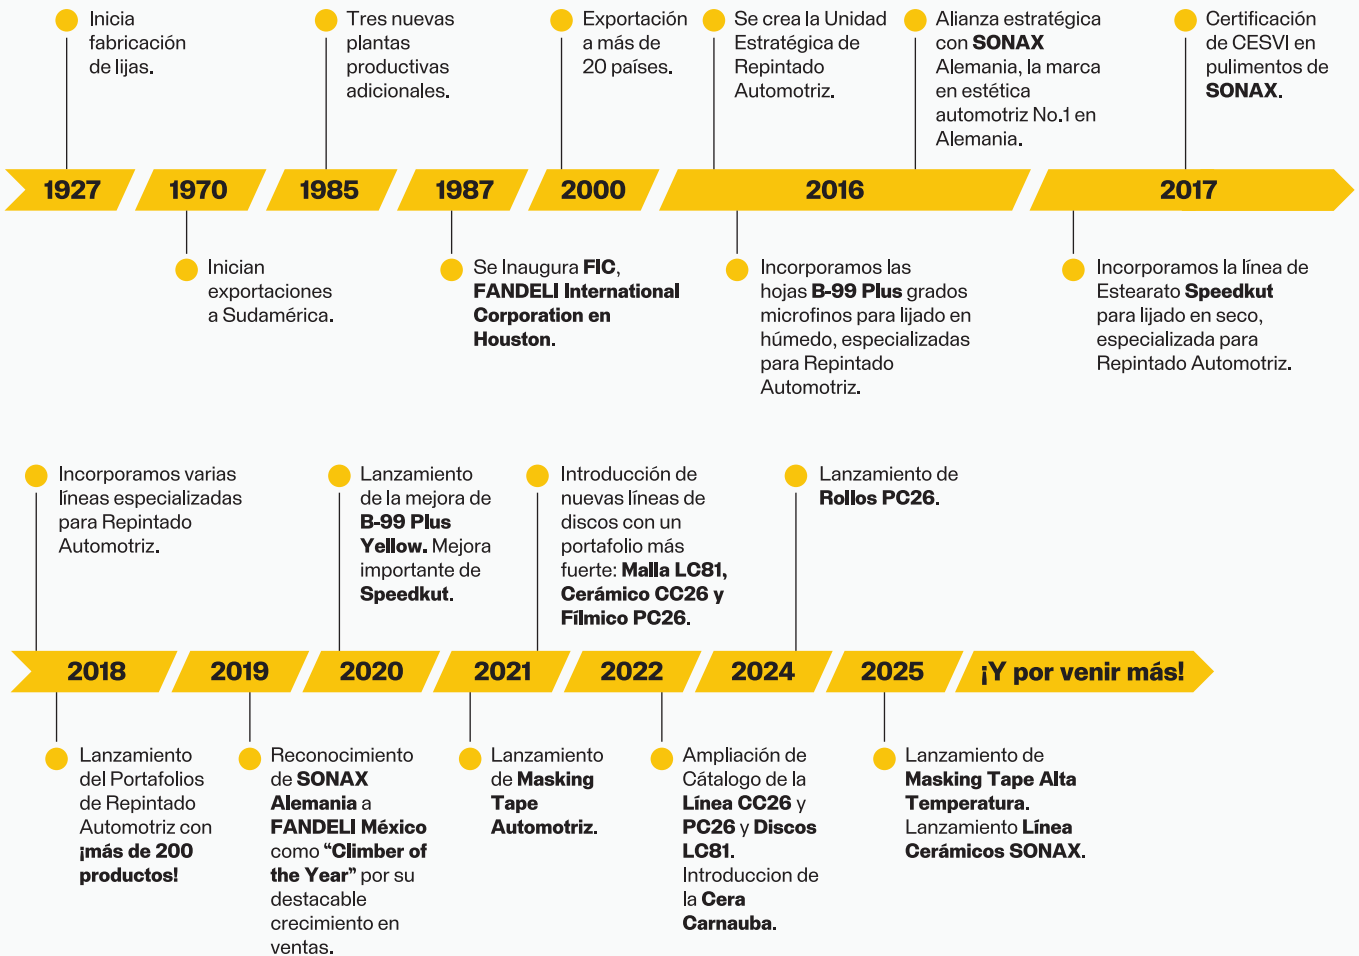 Inicia
fabricación
de lijas.
Tres nuevas
plantas
productivas
adicionales.
Exportación
a más de
20 países.
Se crea la Unidad
Estratégica de
Repintado
Automotriz.
Alianza estratégica
con SONAX
Alemania, la marca
en estética
automotriz No.1 en
Alemania.
Certificación
de CESVI en
pulimentos de
SONAX.
1927
1970
1985
1987
2000
2016
2017
Inician
exportaciones
a Sudamérica.
Se Inaugura FIC,
FANDELI International
Corporation en
Houston.
Incorporamos las
hojas B-99 Plus grados
microfinos para lijado en
húmedo, especializadas
para Repintado
Automotriz.
Incorporamos la línea de
Estearato Speedkut
para lijado en seco,
especializada para
Repintado Automotriz.
Incorporamos varias
líneas especializadas
para Repintado
Automotriz.
Lanzamiento
de la mejora de
B-99 Plus
Yellow. Mejora
importante de
Speedkut.
Introducción de
nuevas líneas de
discos con un
portafolio más
fuerte: Malla LC81,
Cerámico CC26 y
Fílmico PC26.
Lanzamiento de
Rollos PC26.
2018
2019
2020
2021
2022
2024
2025
¡Y por venir más!
Lanzamiento
del Portafolios
de Repintado
Automotriz con
¡más de 200
productos!
Reconocimiento
de SONAX
Alemania a
FANDELI México
como “Climber of
the Year” por su
destacable
crecimiento en
ventas.
Lanzamiento
de Masking
Tape
Automotriz.
Ampliación de
Cátalogo de la
Línea CC26 y
PC26 y Discos
LC81.
Introduccion de
la Cera
Carnauba.
Lanzamiento de
Masking Tape Alta
Temperatura.
Lanzamiento Línea
Cerámicos SONAX.